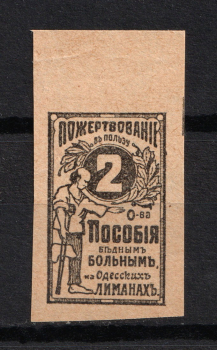 ПОЖЕРТВОВАНІЕ
ВЪ ПОЛЬЗУ
2
О-ва
ПОСОБІЯ
БѢДНЫМЪ
БОЛЬНЫМЪ,
на Одесскихъ
ЛИМАНАХЪ.